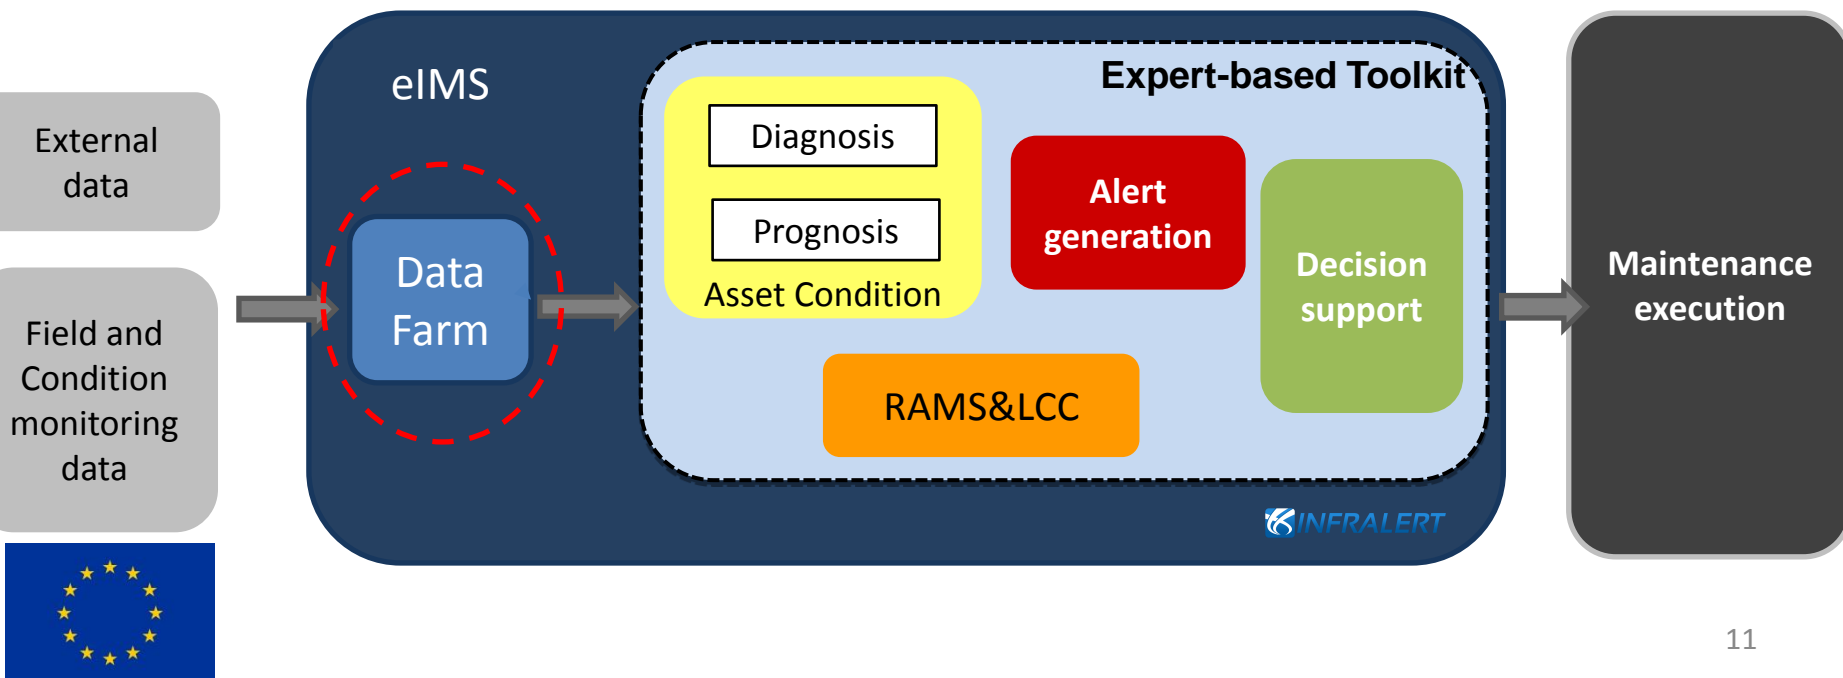 External
data
Field and
Condition
monitoring
data
eIMS
Data
Farm
Expert-based Toolkit
Diagnosis
Prognosis
Asset Condition
Alert
generation
Decision
support
RAMS&LCC
INFRALERT
Maintenance
execution
11